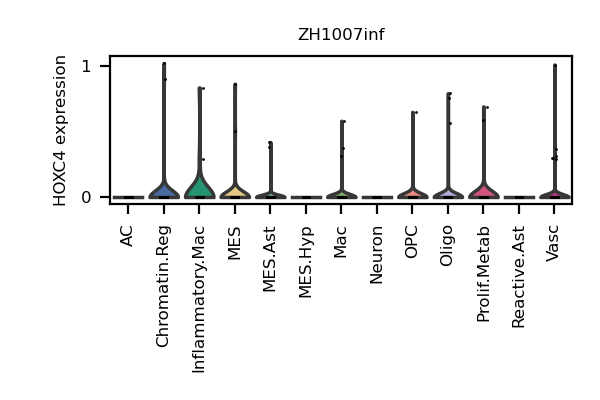 ZH1007inf
HOXC4 expression
1
0
AC
Chromatin.Reg
Inflammatory.Mac
MES
MES.Ast
MES.Hyp
Mac
Neuron
OPC
Oligo
Prolif.Metab
Reactive.Ast
Vasc